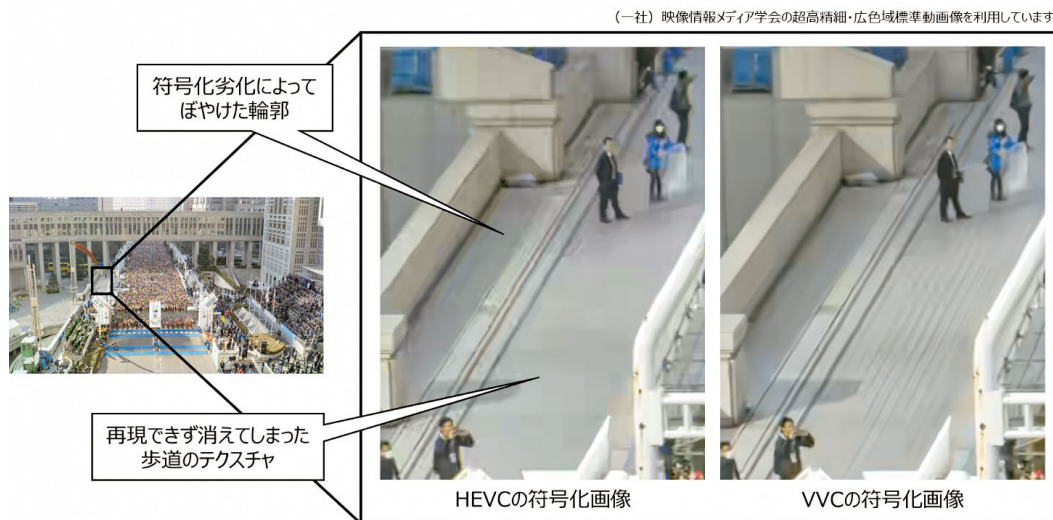 （一社）映像情報メディア学会の超高精細・広色域標準動画像を利用しています
符号化劣化によって
ぼやけた輪郭
再現できず消えてしまった
歩道のテクスチャ
HEVCの符号化画像
VVCの符号化画像